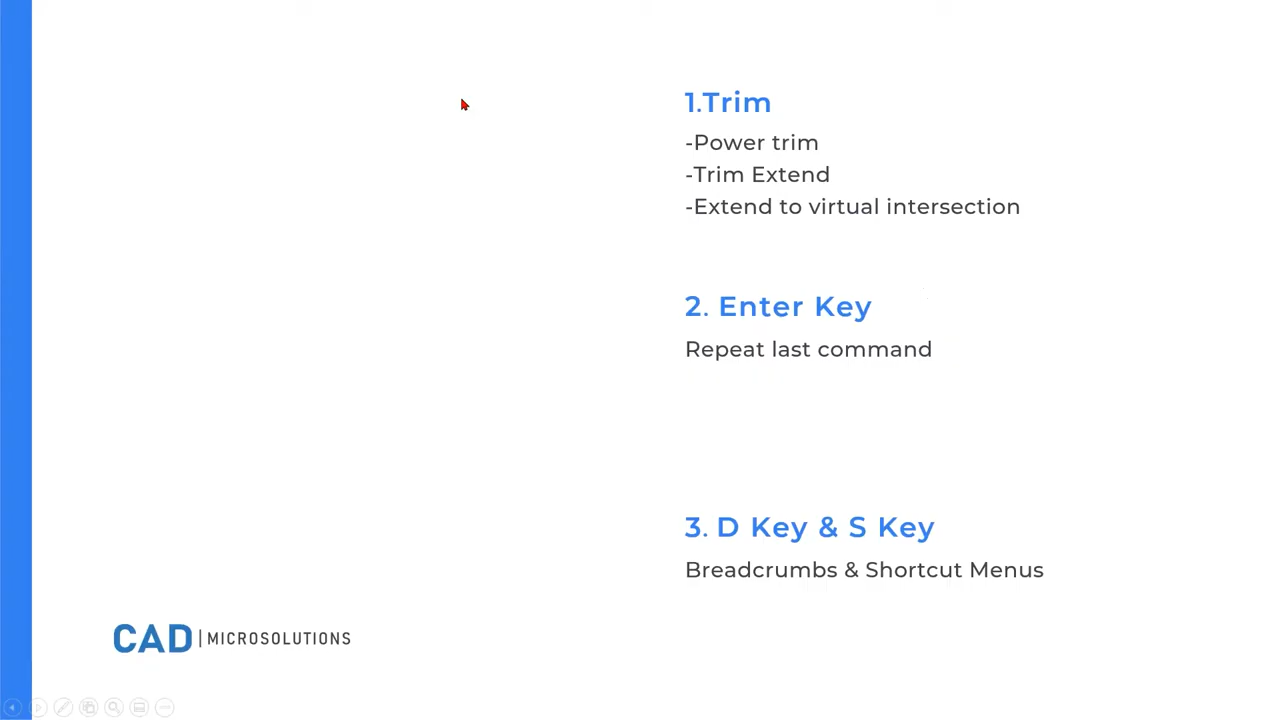 1.Trim
-Power trim
-Trim Extend
-Extend to virtual intersection
2. Enter Key
Repeat last command
3. D Key & S Key
Breadcrumbs & Shortcut Menus
CAD | MICROSOLUTIONS